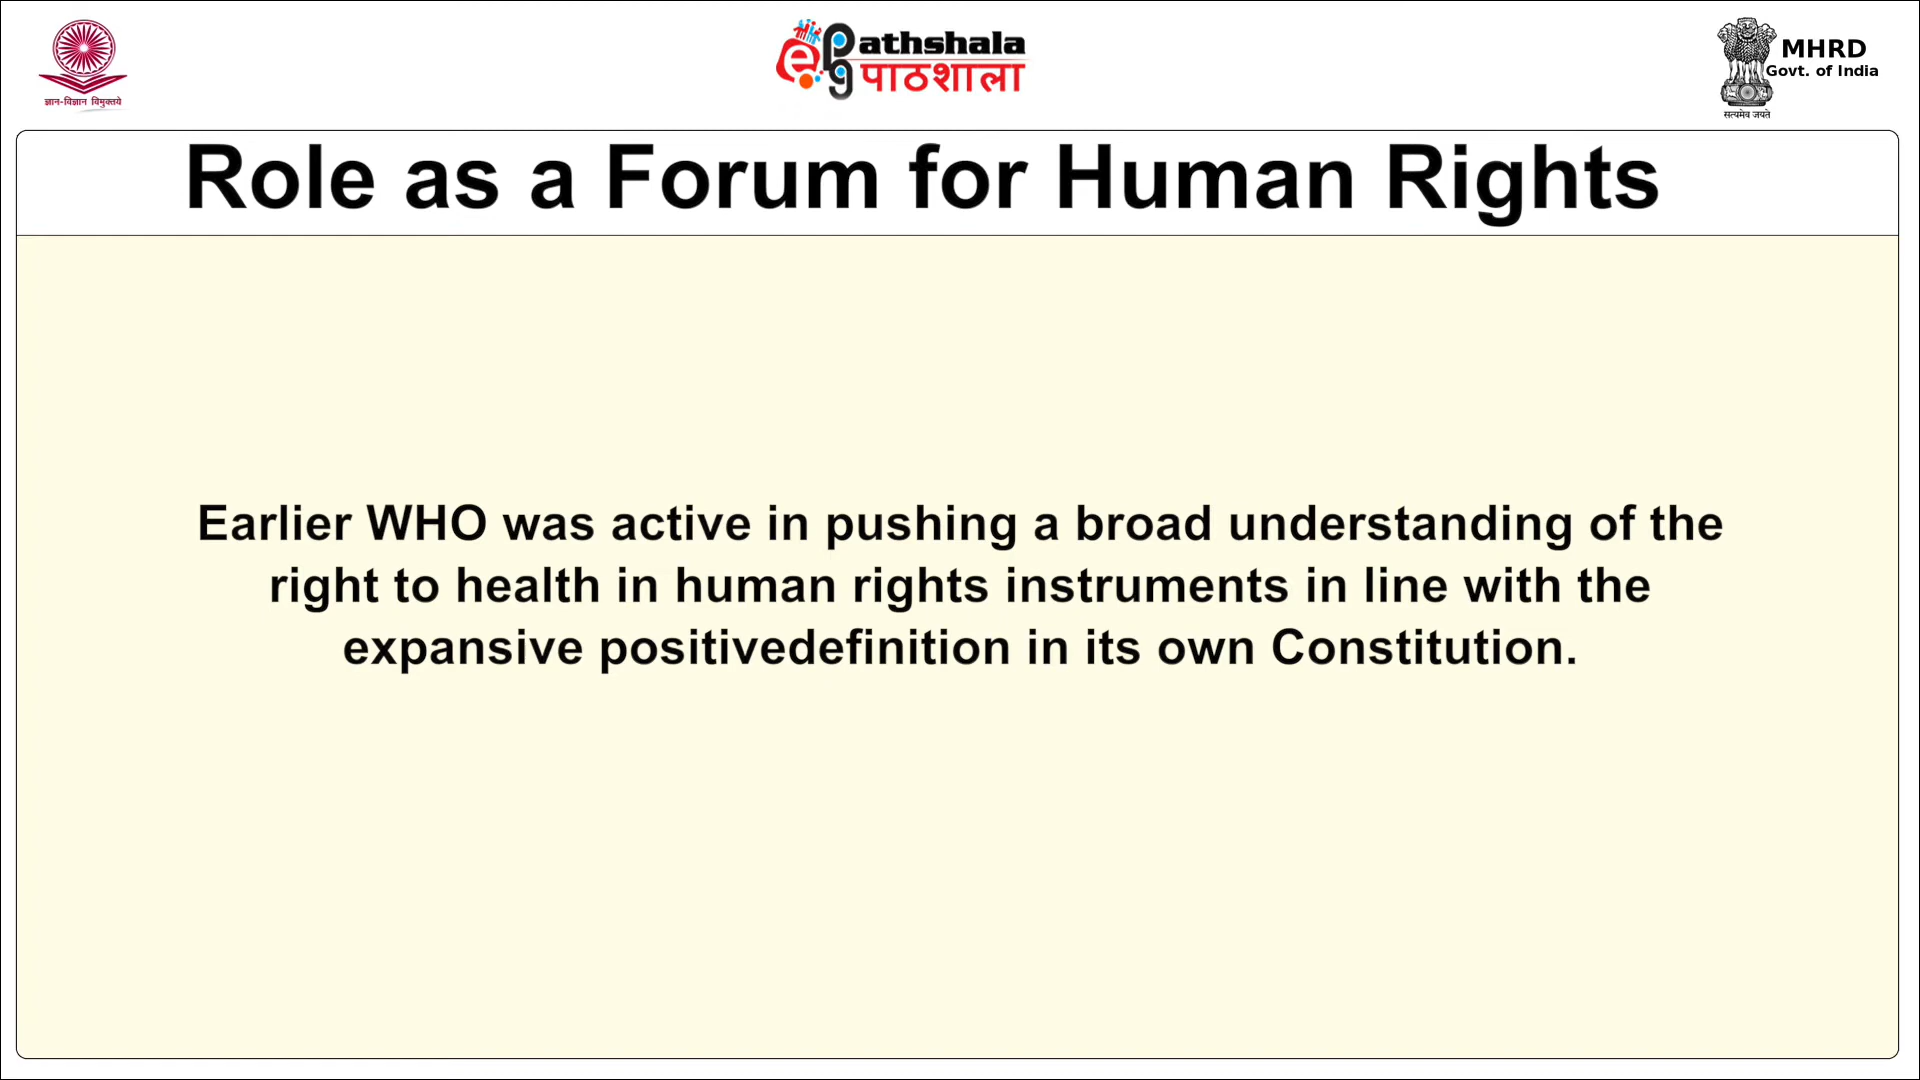 ज्ञान-विज्ञान विमुक्तये
ePG athshala
पाठशाला
MHRD
Govt. of India
सत्यमेव जयते
Role as a Forum for Human Rights
Earlier WHO was active in pushing a broad understanding of the
right to health in human rights instruments in line with the
expansive positivedefinition in its own Constitution.